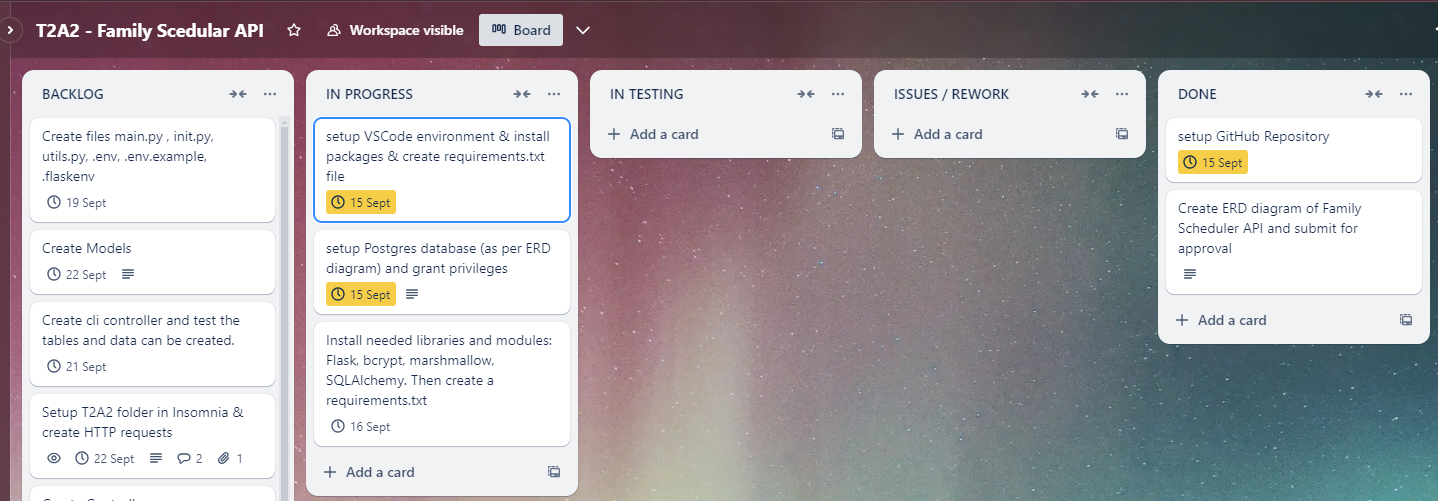 T2A2 - Family Scedular API
Workspace visible
Board
BACKLOG
Create files main.py , init.py,
utils.py, .env, .env.example,
.flaskenv
19 Sept
Create Models
22 Sept
Create cli controller and test the
tables and data can be created.
21 Sept
Setup T2A2 folder in Insomnia &
create HTTP requests
22 Sept 2 1
IN PROGRESS
setup VSCode environment & install
packages & create requirements.txt
file
15 Sept
setup Postgres database (as per ERD
diagram) and grant privileges
15 Sept
Install needed libraries and modules:
Flask, bcrypt, marshmallow,
SQLAlchemy. Then create a
requirements.txt
16 Sept
Add a card
IN TESTING
Add a card
ISSUES / REWORK
Add a card
DONE
setup GitHub Repository
15 Sept
Create ERD diagram of Family
Scheduler API and submit for
approval
Add a card